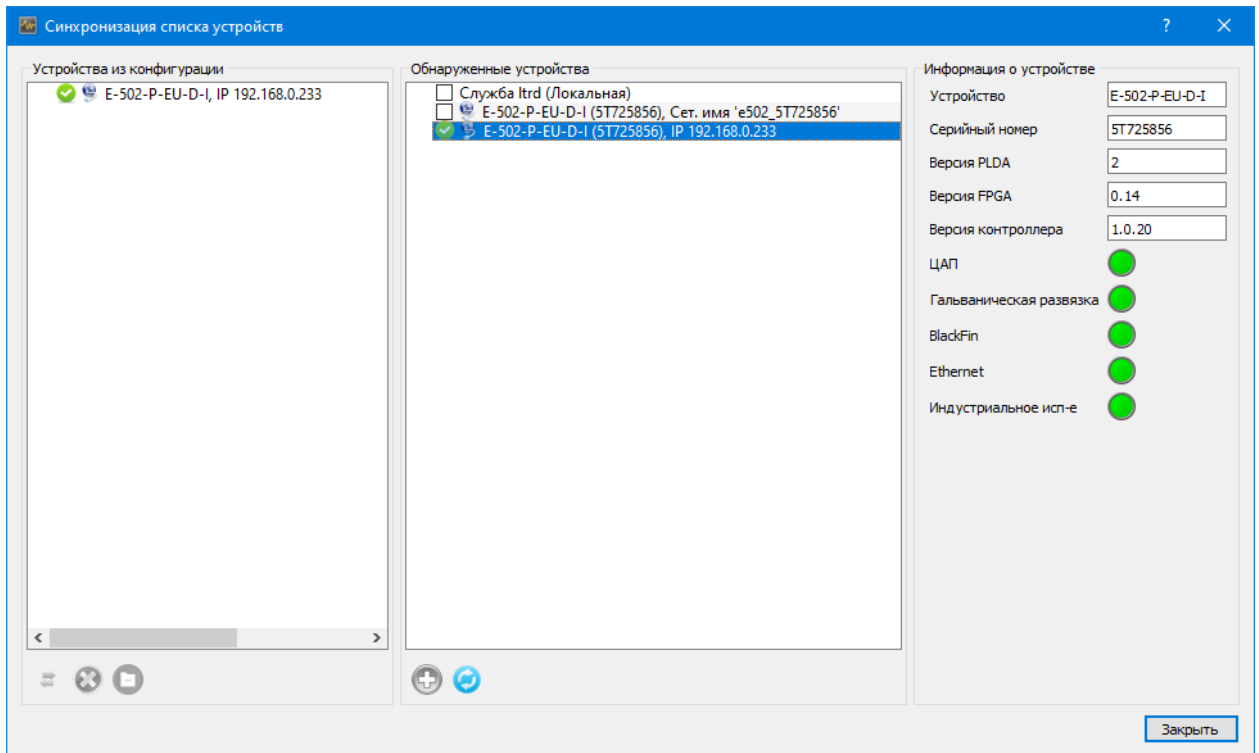 Синхронизация списка устройств
Устройства из конфигурации
E-502-P-EU-D-I, IP 192.168.0.233
Обнаруженные устройства
Служба ltrd (Локальная)
E-502-P-EU-D-I (5T725856), Сет. имя 'e502_5T725856'
E-502-P-EU-D-I (5T725856), IP 192.168.0.233
Информация о устройстве
Устройство E-502-P-EU-D-I
Серийный номер 5T725856
Версия PLDA 2
Версия FPGA 0.14
Версия контроллера 1.0.20
ЦАП
Гальваническая развязка
BlackFin
Ethernet
Индустриальное исп-е
Закрыть